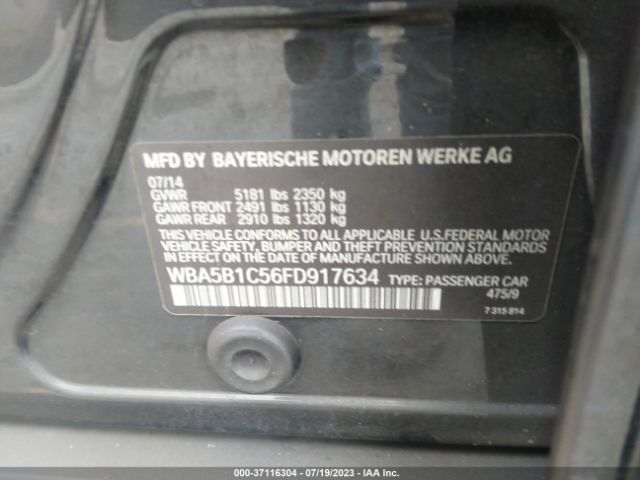 MFD BY BAYERISCHE MOTOREN WERKE AG
07/14
GVWR 5181 lbs 2350 kg
GAWR FRONT 2491 lbs 1130 kg
GAWR REAR 2910 lbs 1320 kg
THIS VEHICLE CONFORMS TO ALL APPLICABLE U.S.FEDERAL MOTOR
VEHICLE SAFETY, BUMPER AND THEFT PREVENTION STANDARDS
IN EFFECT ON THE DATE OF MANUFACTURE SHOWN ABOVE.
WBA5B1C56FD917634 TYPE: PASSENGER CAR
475/9
7 315 814
000-37116304 - 07/19/2023 - IAA Inc.